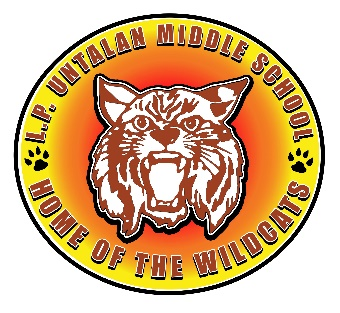 L.P. UNTALAN MIDDLE SCHOOL
HOME OF THE WILDCATS